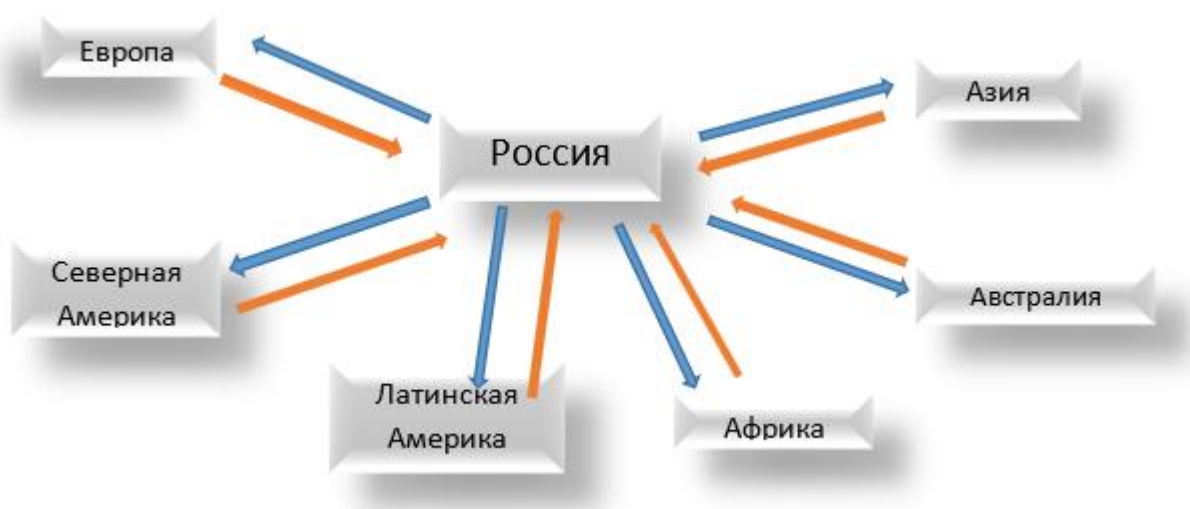 Европа
Азия
Россия
Северная
Америка
Австралия
Латинская
Америка
Африка